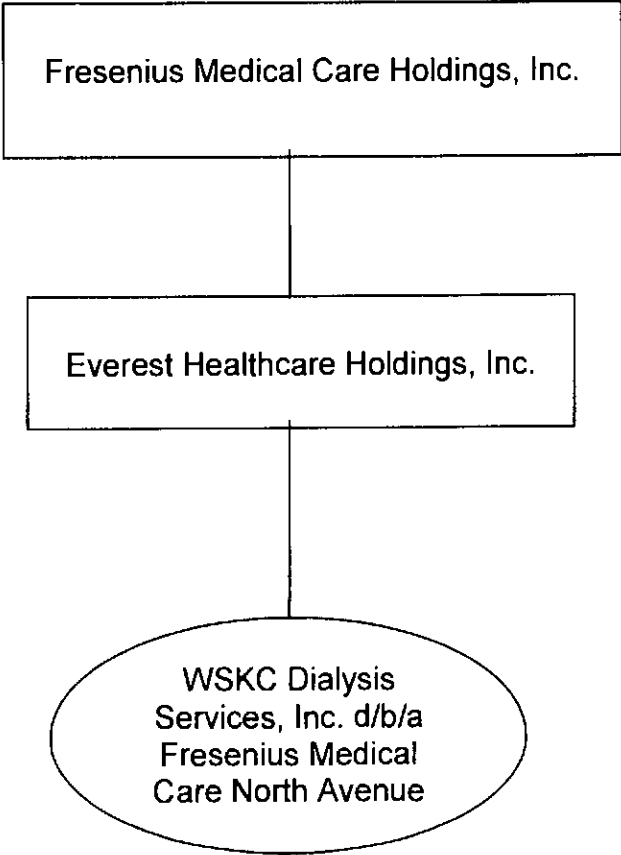 Fresenius Medical Care Holdings, Inc.
Everest Healthcare Holdings, Inc.
WSKC Dialysis
Services, Inc. d/b/a
Fresenius Medical
Care North Avenue